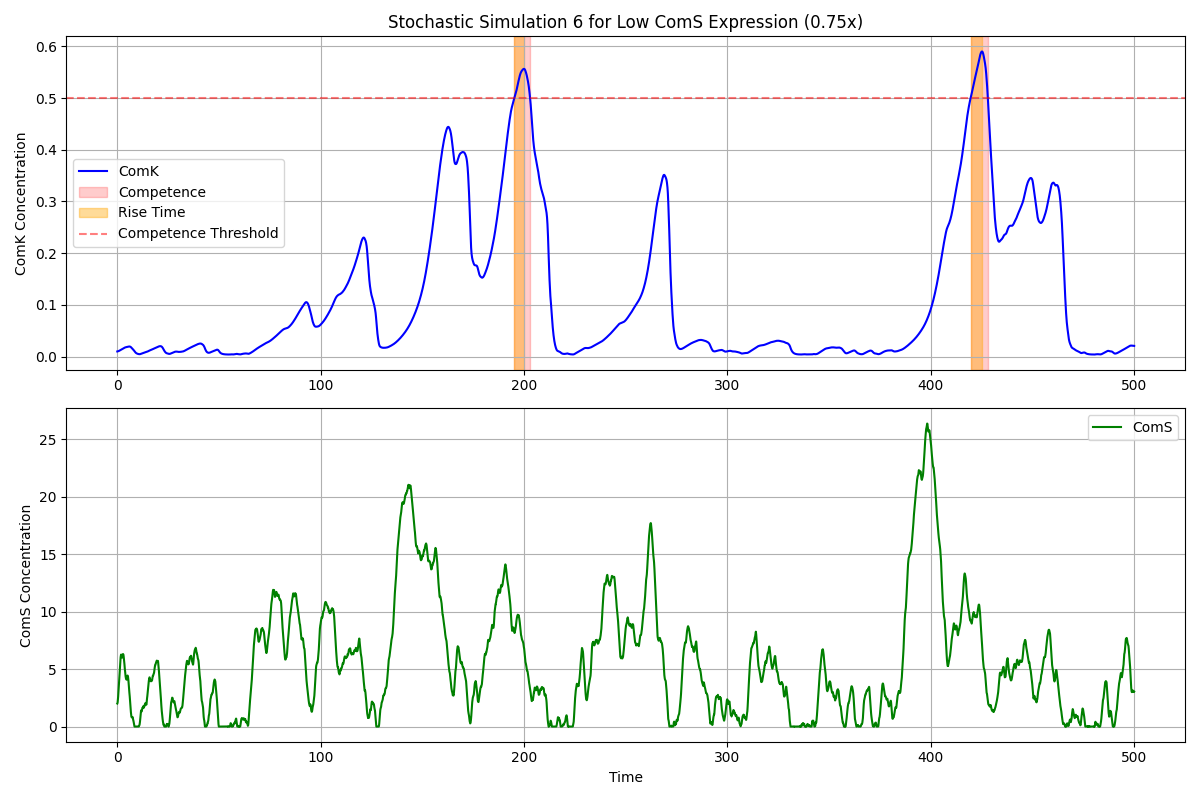 Stochastic Simulation 6 for Low ComS Expression (0.75x)
ComK Concentration
0.6
0.5
0.4
0.3
0.2
0.1
0.0
ComK
Competence
Rise Time
Competence Threshold
0 100 200 300 400 500
ComS Concentration
25
20
15
10
5
0
ComS
0 100 200 300 400 500
Time